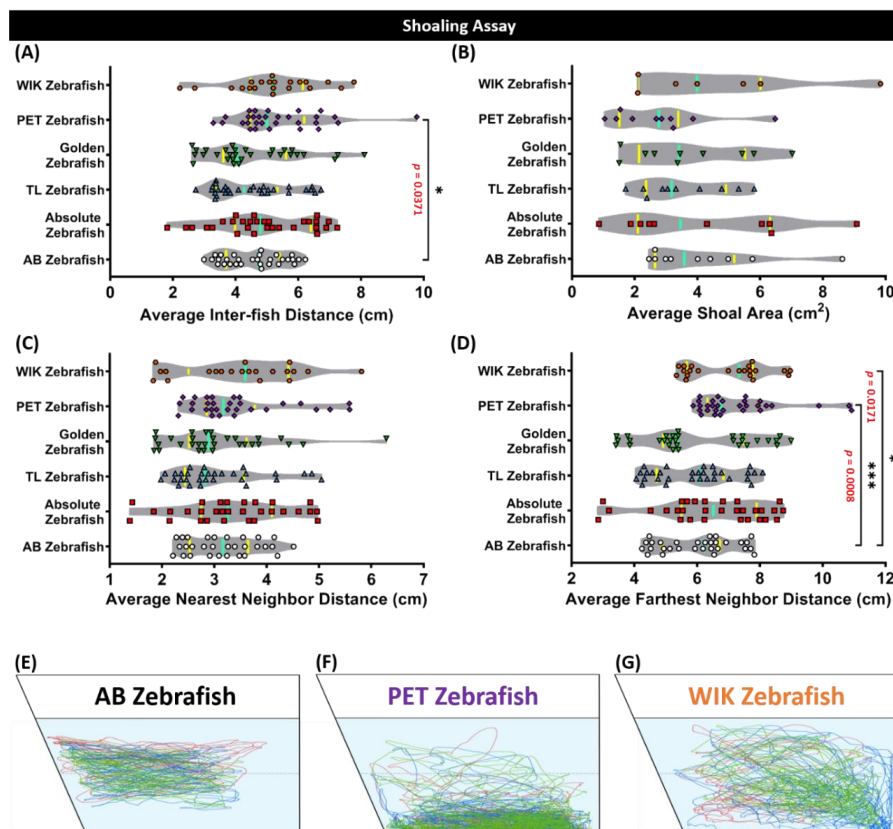 Shoaling Assay
(A)
WIK Zebrafish
PET Zebrafish
Golden
Zebrafish
TL Zebrafish
Absolute
Zebrafish
AB Zebrafish
p = 0.0371
*
0 2 4 6 8 10
Average Inter-fish Distance (cm)
(B)
WIK Zebrafish
PET Zebrafish
Golden
Zebrafish
TL Zebrafish
Absolute
Zebrafish
AB Zebrafish
0 2 4 6 8 10
Average Shoal Area (cm²)
(C)
WIK Zebrafish
PET Zebrafish
Golden
Zebrafish
TL Zebrafish
Absolute
Zebrafish
AB Zebrafish
1 2 3 4 5 6 7
Average Nearest Neighbor Distance (cm)
(D)
WIK Zebrafish
PET Zebrafish
Golden
Zebrafish
TL Zebrafish
Absolute
Zebrafish
AB Zebrafish
p = 0.0008
***
p = 0.0171
*
2 4 6 8 10 12
Average Farthest Neighbor Distance (cm)
(E)
AB Zebrafish
(F)
PET Zebrafish
(G)
WIK Zebrafish